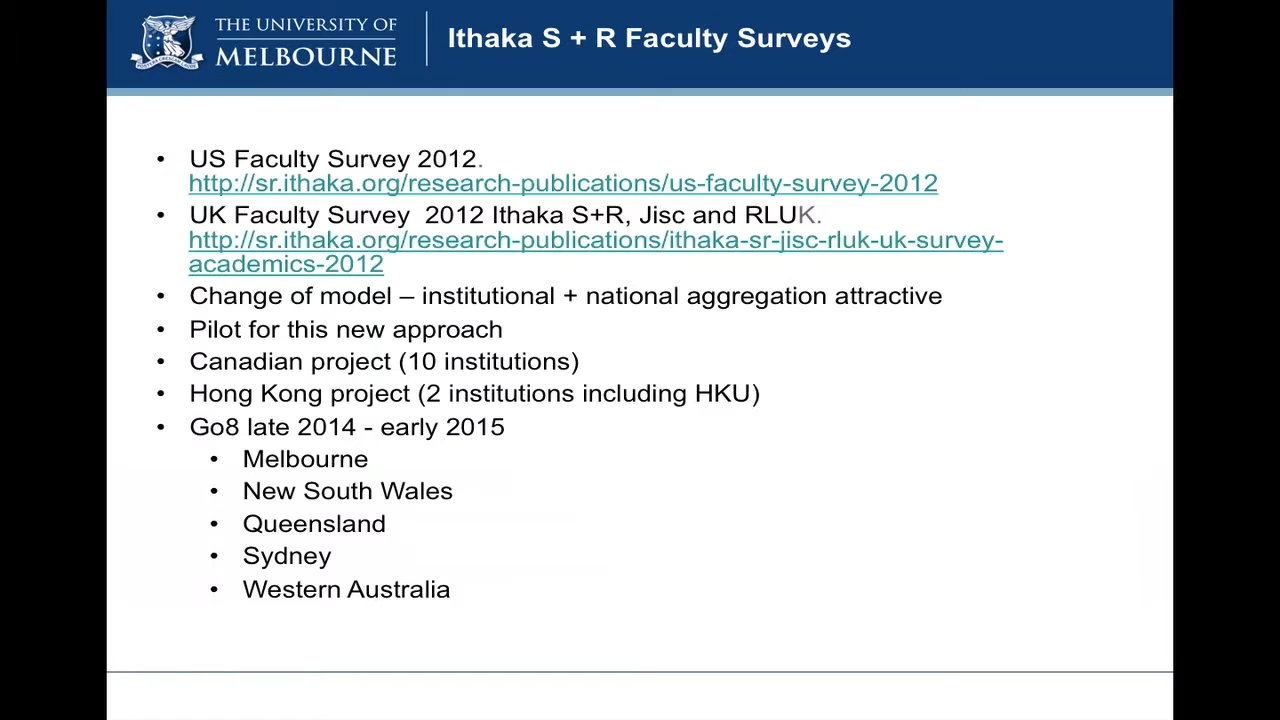 THE UNIVERSITY OF
MELBOURNE
Ithaka S + R Faculty Surveys
• US Faculty Survey 2012.
http://sr.ithaka.org/research-publications/us-faculty-survey-2012
• UK Faculty Survey  2012 Ithaka S+R, Jisc and RLUK.
http://sr.ithaka.org/research-publications/ithaka-sr-jisc-rluk-uk-survey-
academics-2012
• Change of model – institutional + national aggregation attractive
• Pilot for this new approach
• Canadian project (10 institutions)
• Hong Kong project (2 institutions including HKU)
• Go8 late 2014 - early 2015
• Melbourne
• New South Wales
• Queensland
• Sydney
• Western Australia